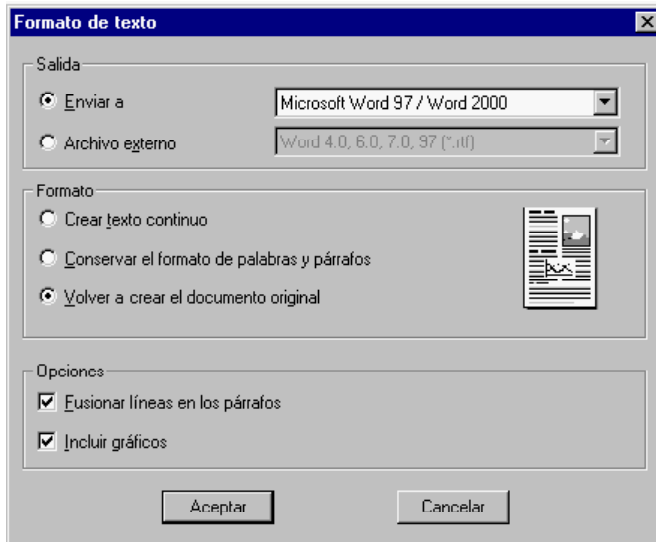 Formato de texto
Salida
Enviar a
Microsoft Word 97 / Word 2000
Archivo externo
Word 4.0, 6.0, 7.0, 97 (*.rtf)
Formato
Crear texto continuo
Conservar el formato de palabras y párrafos
Volver a crear el documento original
Opciones
Fusionar líneas en los párrafos
Incluir gráficos
Aceptar
Cancelar